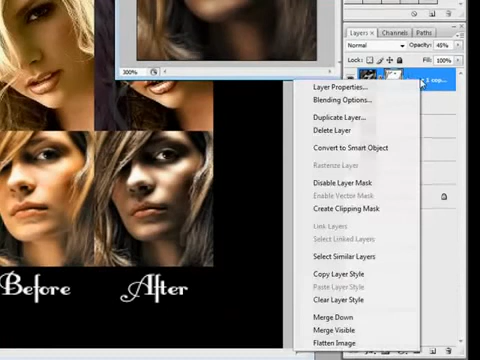 Layers x
Channels
Paths
Normal
Opacity: 45%
Lock:
Fill: 100%
300%
Layer Properties...
Blending Options...
Duplicate Layer...
Delete Layer
Convert to Smart Object
Rasterize Layer
Disable Layer Mask
Enable Vector Mask
Create Clipping Mask
Link Layers
Select Linked Layers
Select Similar Layers
Copy Layer Style
Paste Layer Style
Clear Layer Style
Merge Down
Merge Visible
Flatten Image
Before
After